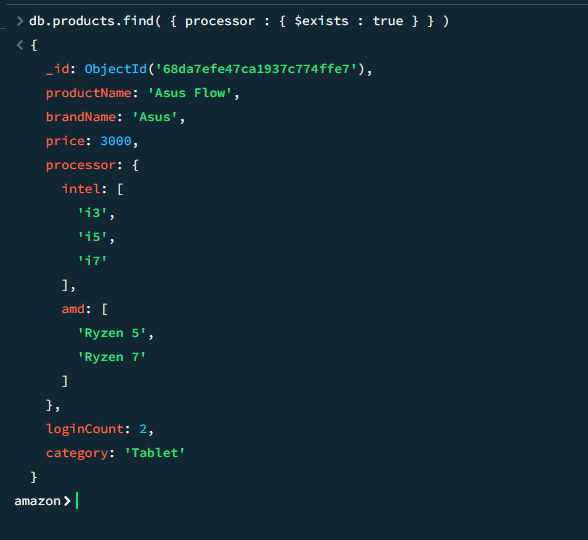 > db.products.find( { processor : { $exists : true } } )
< {
_id: ObjectId('68da7efe47ca1937c774ffe7'),
productName: 'Asus Flow',
brandName: 'Asus',
price: 3000,
processor: {
intel: [
'i3',
'i5',
'i7'
],
amd: [
'Ryzen 5',
'Ryzen 7'
]
},
loginCount: 2,
category: 'Tablet'
}
amazon>